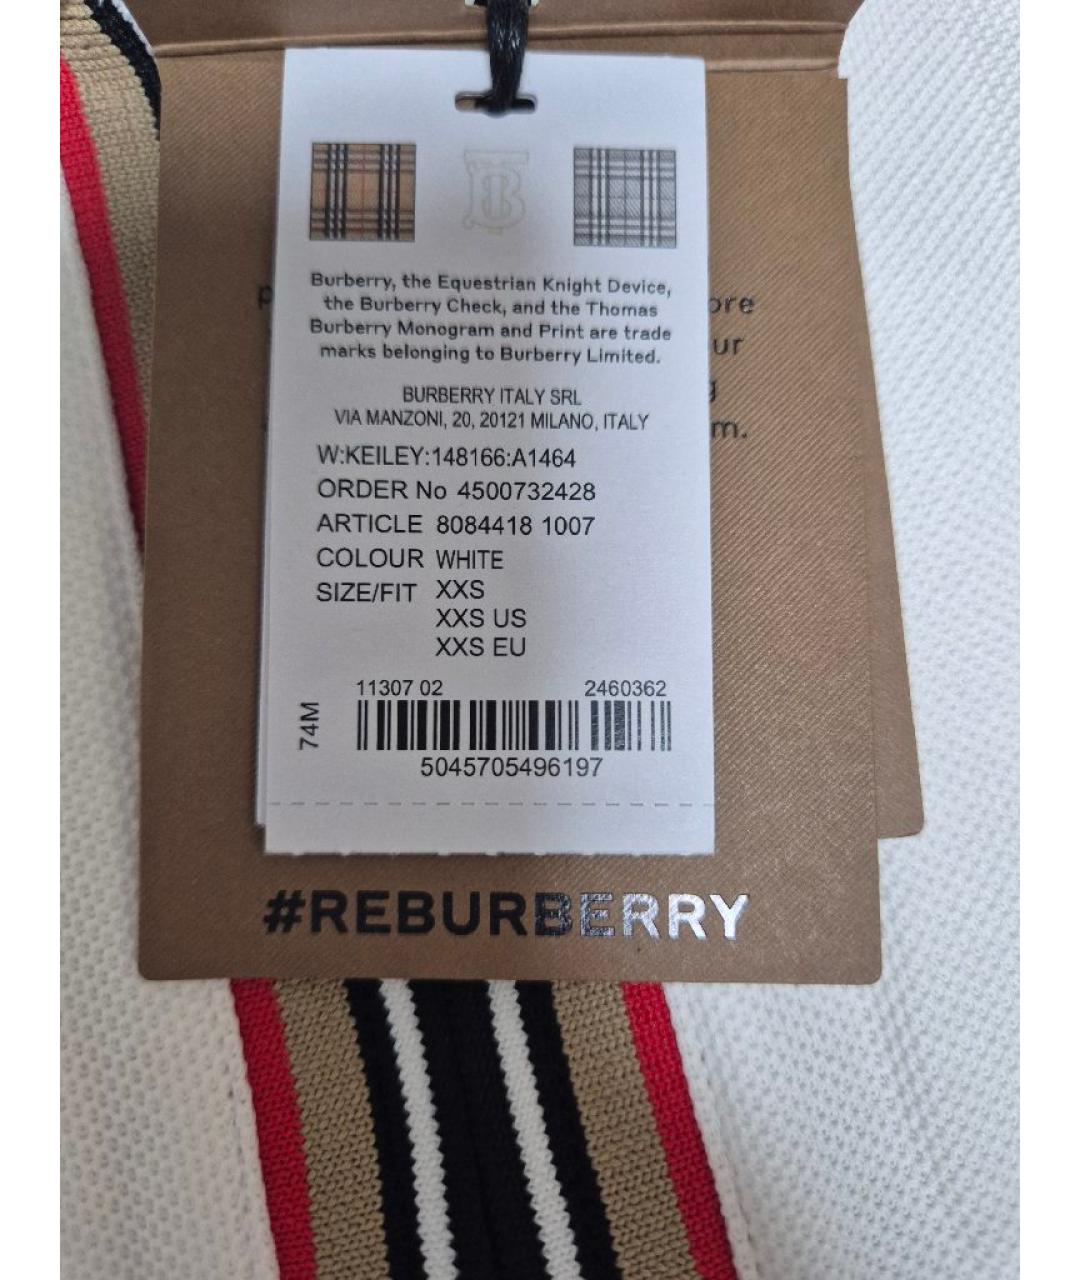 Burberry, the Equestrian Knight Device,
the Burberry Check, and the Thomas
Burberry Monogram and Print are trade
marks belonging to Burberry Limited.
BURBERRY ITALY SRL
VIA MANZONI, 20, 20121 MILANO, ITALY
W:KEILEY:148166:A1464
ORDER No 4500732428
ARTICLE 8084418 1007
COLOUR WHITE
SIZE/FIT XXS
XXS US
XXS EU
11307 02 2460362
74M
5045705496197
#REBURBERRY